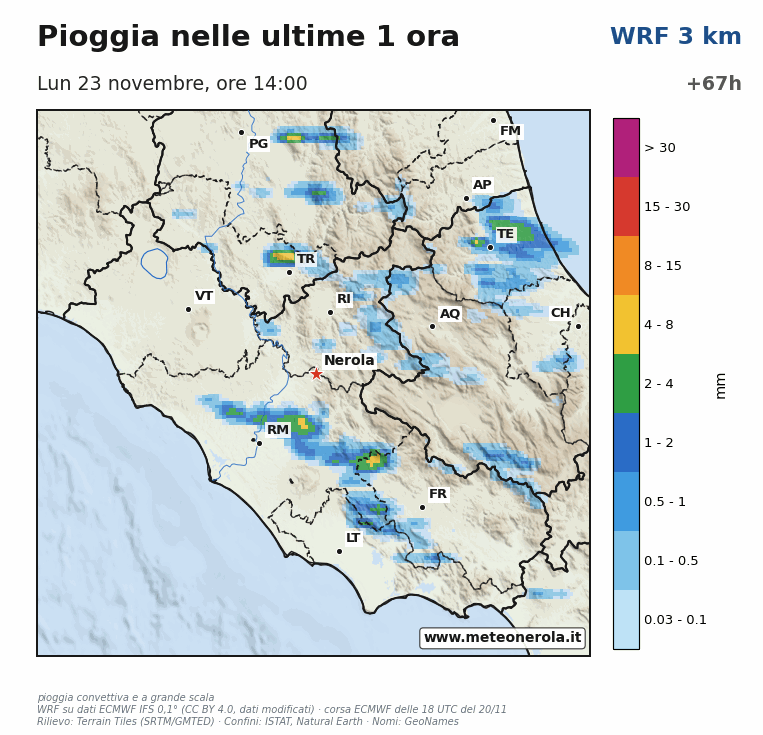 Pioggia nelle ultime 1 ora
WRF 3 km
Lun 23 novembre, ore 14:00
+67h
PG
FM
AP
TE
TR
VT
RI
AQ
CH
Nerola
RM
FR
LT
www.meteonerola.it
> 30
15 - 30
8 - 15
4 - 8
2 - 4
1 - 2
0.5 - 1
0.1 - 0.5
0.03 - 0.1
mm
pioggia convettiva e a grande scala
WRF su dati ECMWF IFS 0,1° (CC BY 4.0, dati modificati) · corsa ECMWF delle 18 UTC del 20/11
Rilievo: Terrain Tiles (SRTM/GMTED) · Confini: ISTAT, Natural Earth · Nomi: GeoNames